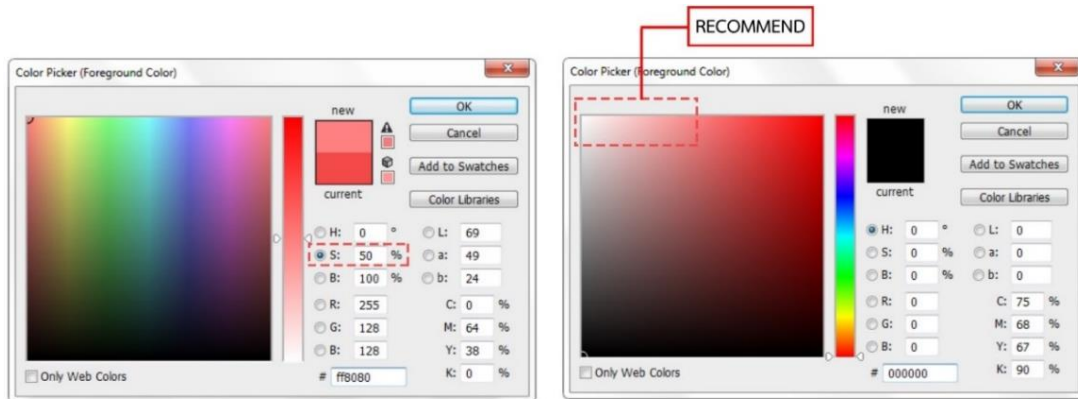 RECOMMEND
Color Picker (Foreground Color)
new
current
OK
Cancel
Add to Swatches
Color Libraries
H: 0 °
S: 50 %
B: 100 %
R: 255
G: 128
B: 128
L: 69
a: 49
b: 24
C: 0 %
M: 64 %
Y: 38 %
K: 0 %
# ff8080
Only Web Colors
Color Picker (Foreground Color)
new
current
OK
Cancel
Add to Swatches
Color Libraries
H: 0 °
S: 0 %
B: 0 %
R: 0
G: 0
B: 0
L: 0
a: 0
b: 0
C: 75 %
M: 68 %
Y: 67 %
K: 90 %
# 000000
Only Web Colors